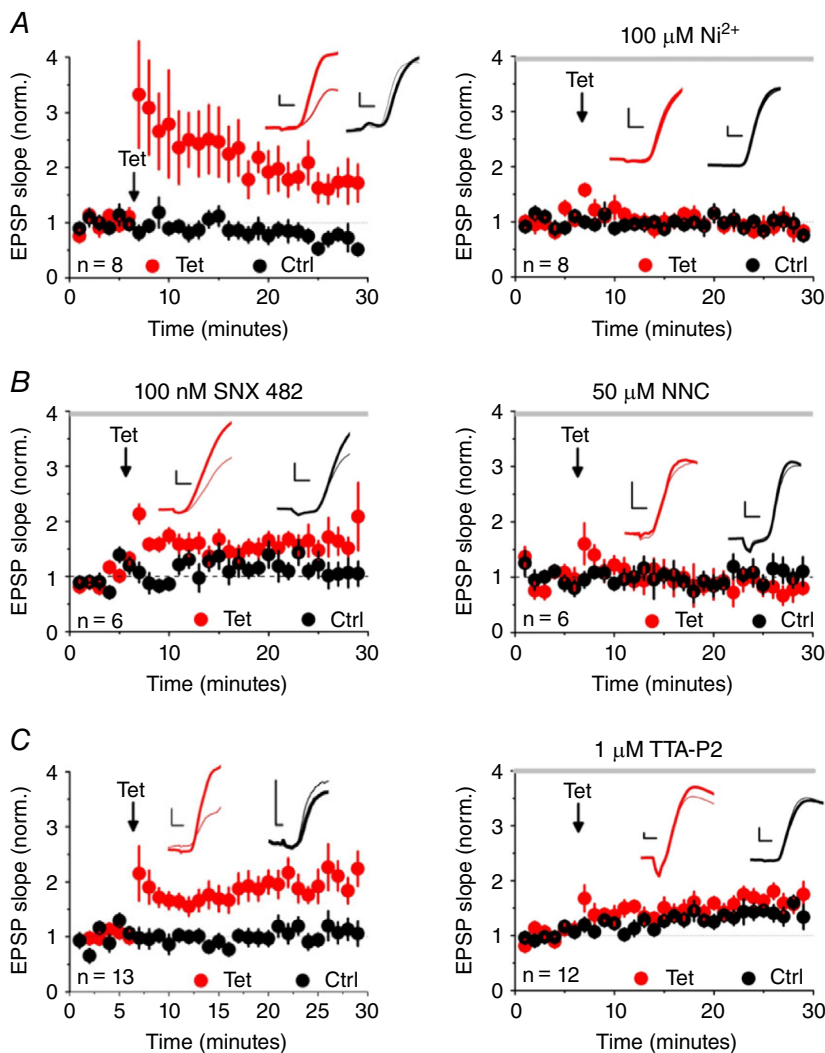 A
4
3
2
1
0
EPSP slope (norm.)
Tet
n = 8 Tet Ctrl
0 10 20 30
Time (minutes)
100 μM Ni2+
4
3
2
1
0
EPSP slope (norm.)
Tet
n = 8 Tet Ctrl
0 10 20 30
Time (minutes)
B
100 nM SNX 482
4
3
2
1
0
EPSP slope (norm.)
Tet
n = 6 Tet Ctrl
0 10 20 30
Time (minutes)
50 μM NNC
4
3
2
1
0
EPSP slope (norm.)
Tet
n = 6 Tet Ctrl
0 10 20 30
Time (minutes)
C
4
3
2
1
0
EPSP slope (norm.)
Tet
n = 13 Tet Ctrl
0 5 10 15 20 25 30
Time (minutes)
1 μM TTA-P2
4
3
2
1
0
EPSP slope (norm.)
Tet
n = 12 Tet Ctrl
0 10 20 30
Time (minutes)